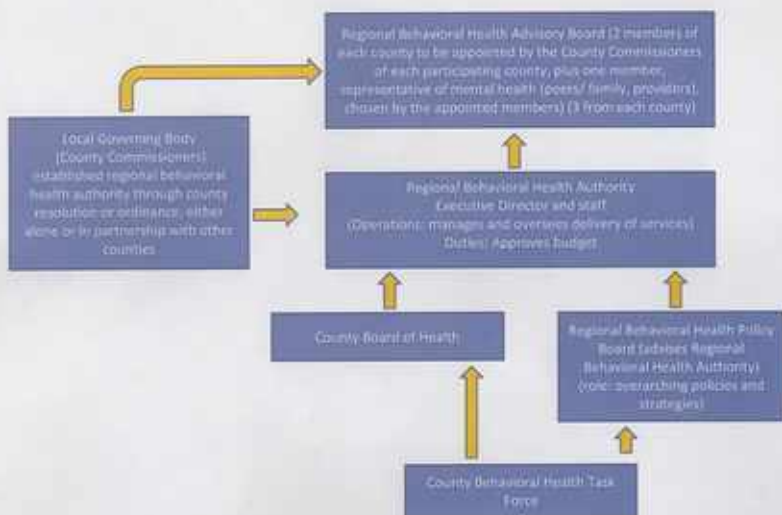 Regional Behavioral Health Advisory Board (2 members) of
each county to be appointed by the County Commissioners
of each participating county, plus one member,
representative of mental health (peers/ family, providers),
chosen by the appointed members) (3 from each county)
Local Governing Body
(County Commissioners)
established regional behavioral
health authority through county
resolution or ordinance, either
alone or in partnership with other
counties
Regional Behavioral Health Authority
Executive Director and staff
(Operations: manages and oversees delivery of services)
Duties: Approves budget
County Board of Health
Regional Behavioral Health Policy
Board (advises Regional
Behavioral Health Authority)
(role: overarching policies and
strategies)
County Behavioral Health Task
Force